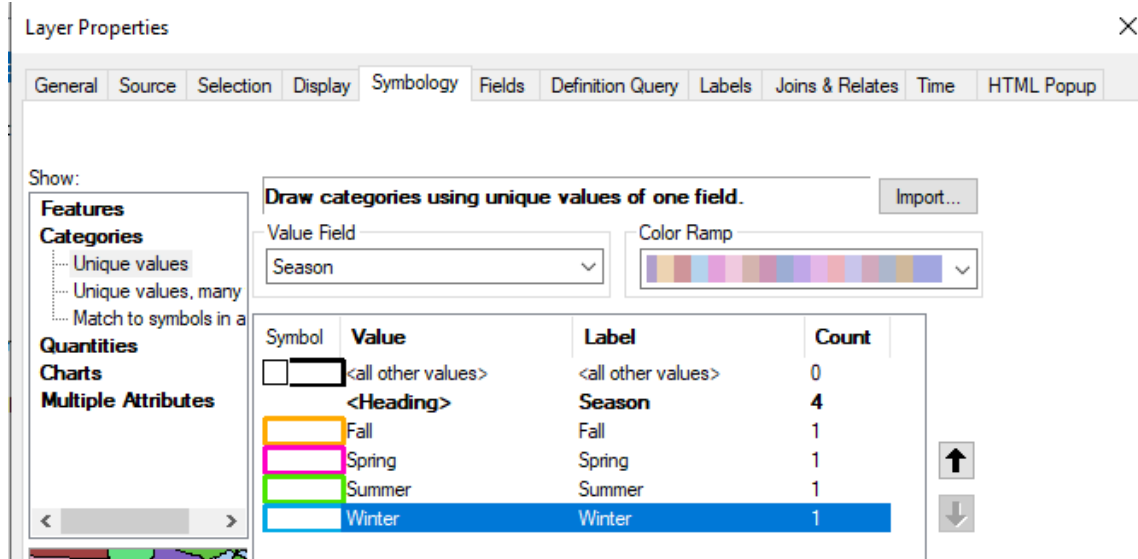 Layer Properties
General Source Selection Display Symbology Fields Definition Query Labels Joins & Relates Time HTML Popup
Show:
Features
Categories
Unique values
Unique values, many
Match to symbols in a
Quantities
Charts
Multiple Attributes
Draw categories using unique values of one field.
Import...
Value Field
Season
Color Ramp
Symbol Value Label Count
<all other values> <all other values> 0
<Heading> Season 4
Fall Fall 1
Spring Spring 1
Summer Summer 1
Winter Winter 1